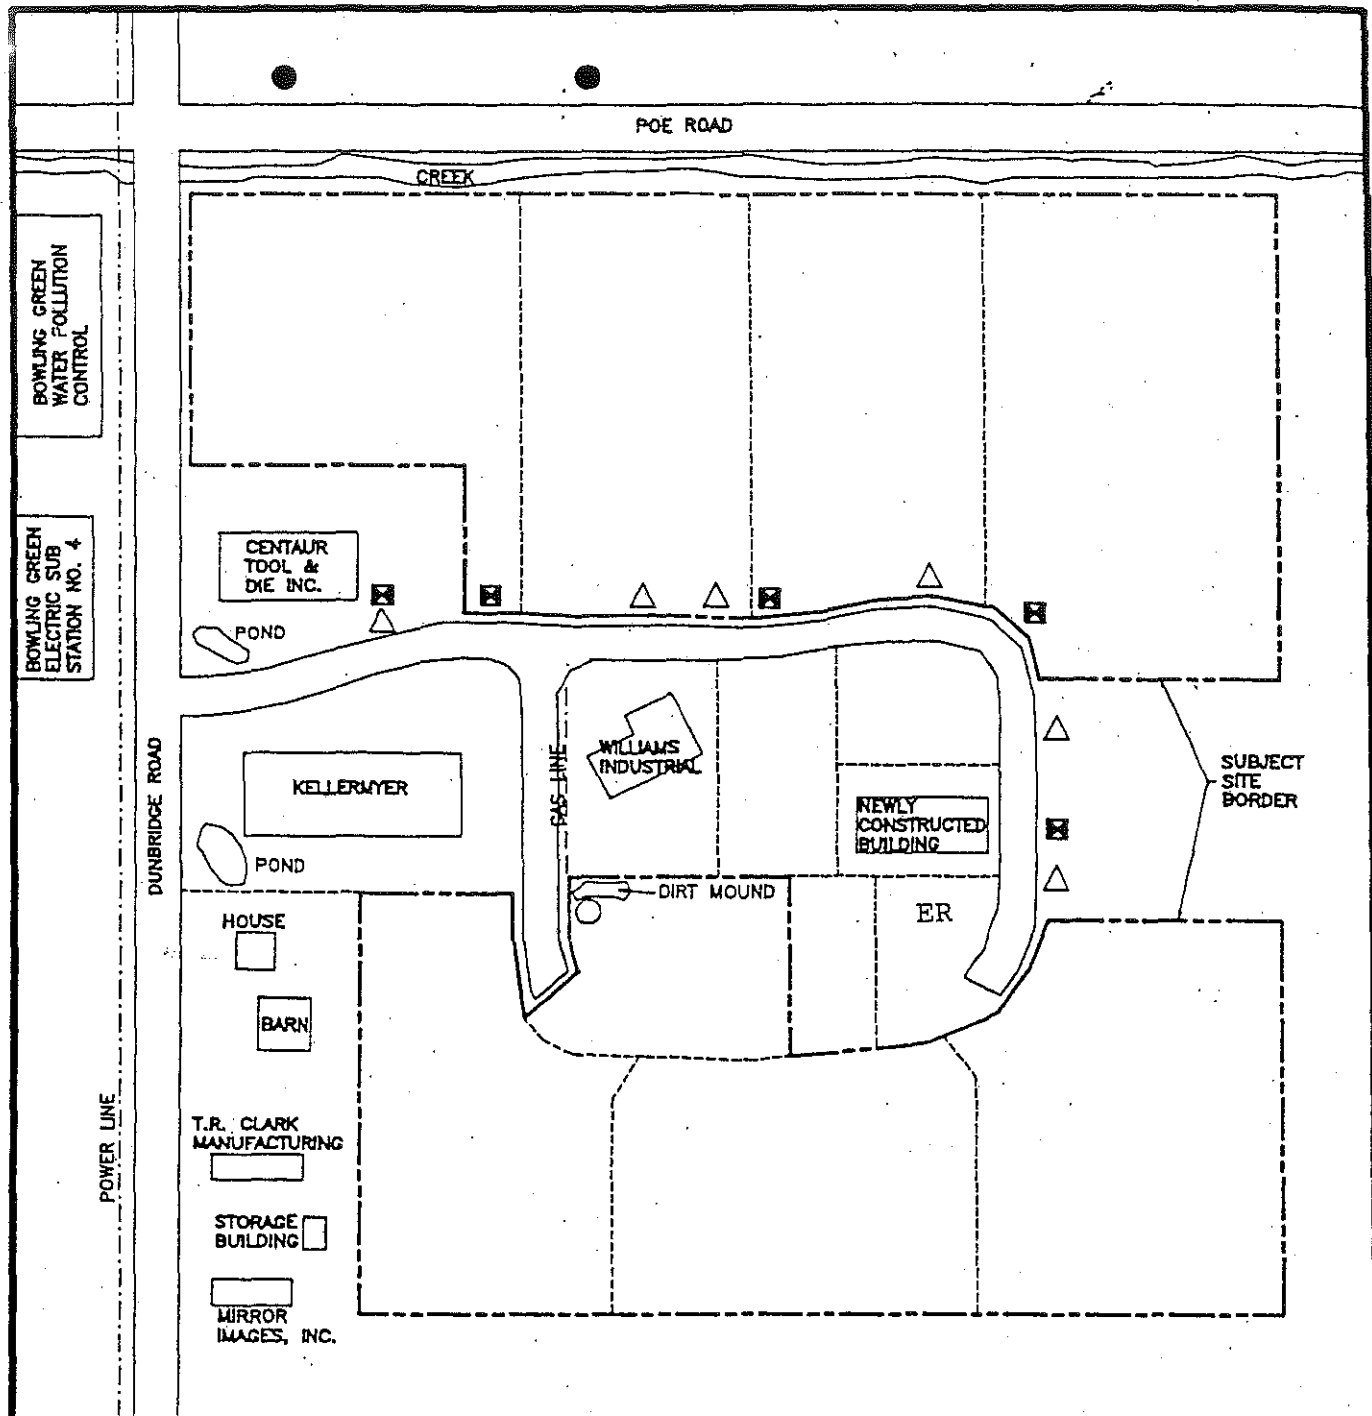 POE ROAD
CREEK
BOWLING GREEN
WATER POLLUTION
CONTROL
BOWLING GREEN
ELECTRIC SUB
STATION NO. 4
CENTAUR
TOOL &
DIE INC.
POND
DUNBRIDGE ROAD
KELLERMYER
GAS LINE
WILLIAMS
INDUSTRIAL
NEWLY
CONSTRUCTED
BUILDING
SUBJECT
SITE
BORDER
POND
DIRT MOUND
ER
HOUSE
BARN
POWER LINE
T.R. CLARK
MANUFACTURING
STORAGE
BUILDING
MIRROR
IMAGES, INC.